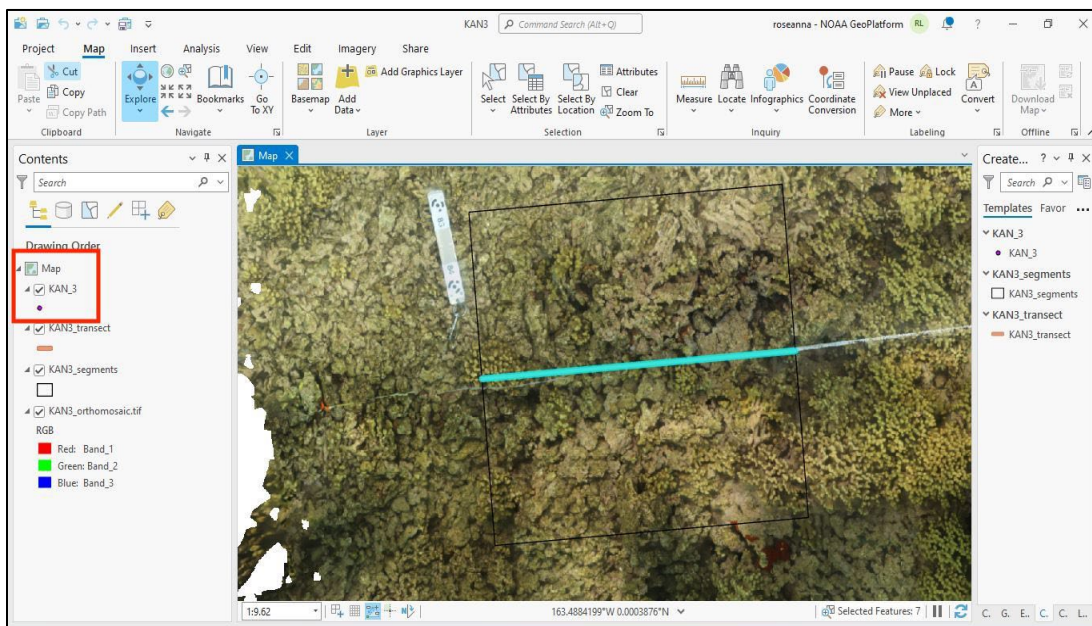 KAN3
Command Search (Alt+Q)
roseanna - NOAA GeoPlatform
RL
?
Project Map Insert Analysis View Edit Imagery Share
Cut
Copy
Copy Path
Paste
Clipboard
Explore
Bookmarks
Go
To XY
Navigate
Basemap
Add
Data
Add Graphics Layer
Layer
Select
Select By
Attributes
Select By
Location
Attributes
Clear
Zoom To
Selection
Measure
Locate
Infographics
Coordinate
Conversion
Inquiry
Pause
Lock
View Unplaced
More
Convert
Labeling
Download
Map
Offline
Contents
Search
Drawing Order
Map
KAN_3
KAN3_transect
KAN3_segments
KAN3_orthomosaic.tif
RGB
Red: Band_1
Green: Band_2
Blue: Band_3
Map
1:9.62
163.4884199°W 0.0003876°N
Selected Features: 7
Create... ?
Search
Templates Favor ...
KAN_3
KAN_3
KAN3_segments
KAN3_segments
KAN3_transect
KAN3_transect
C. G. E.. C. C. L..